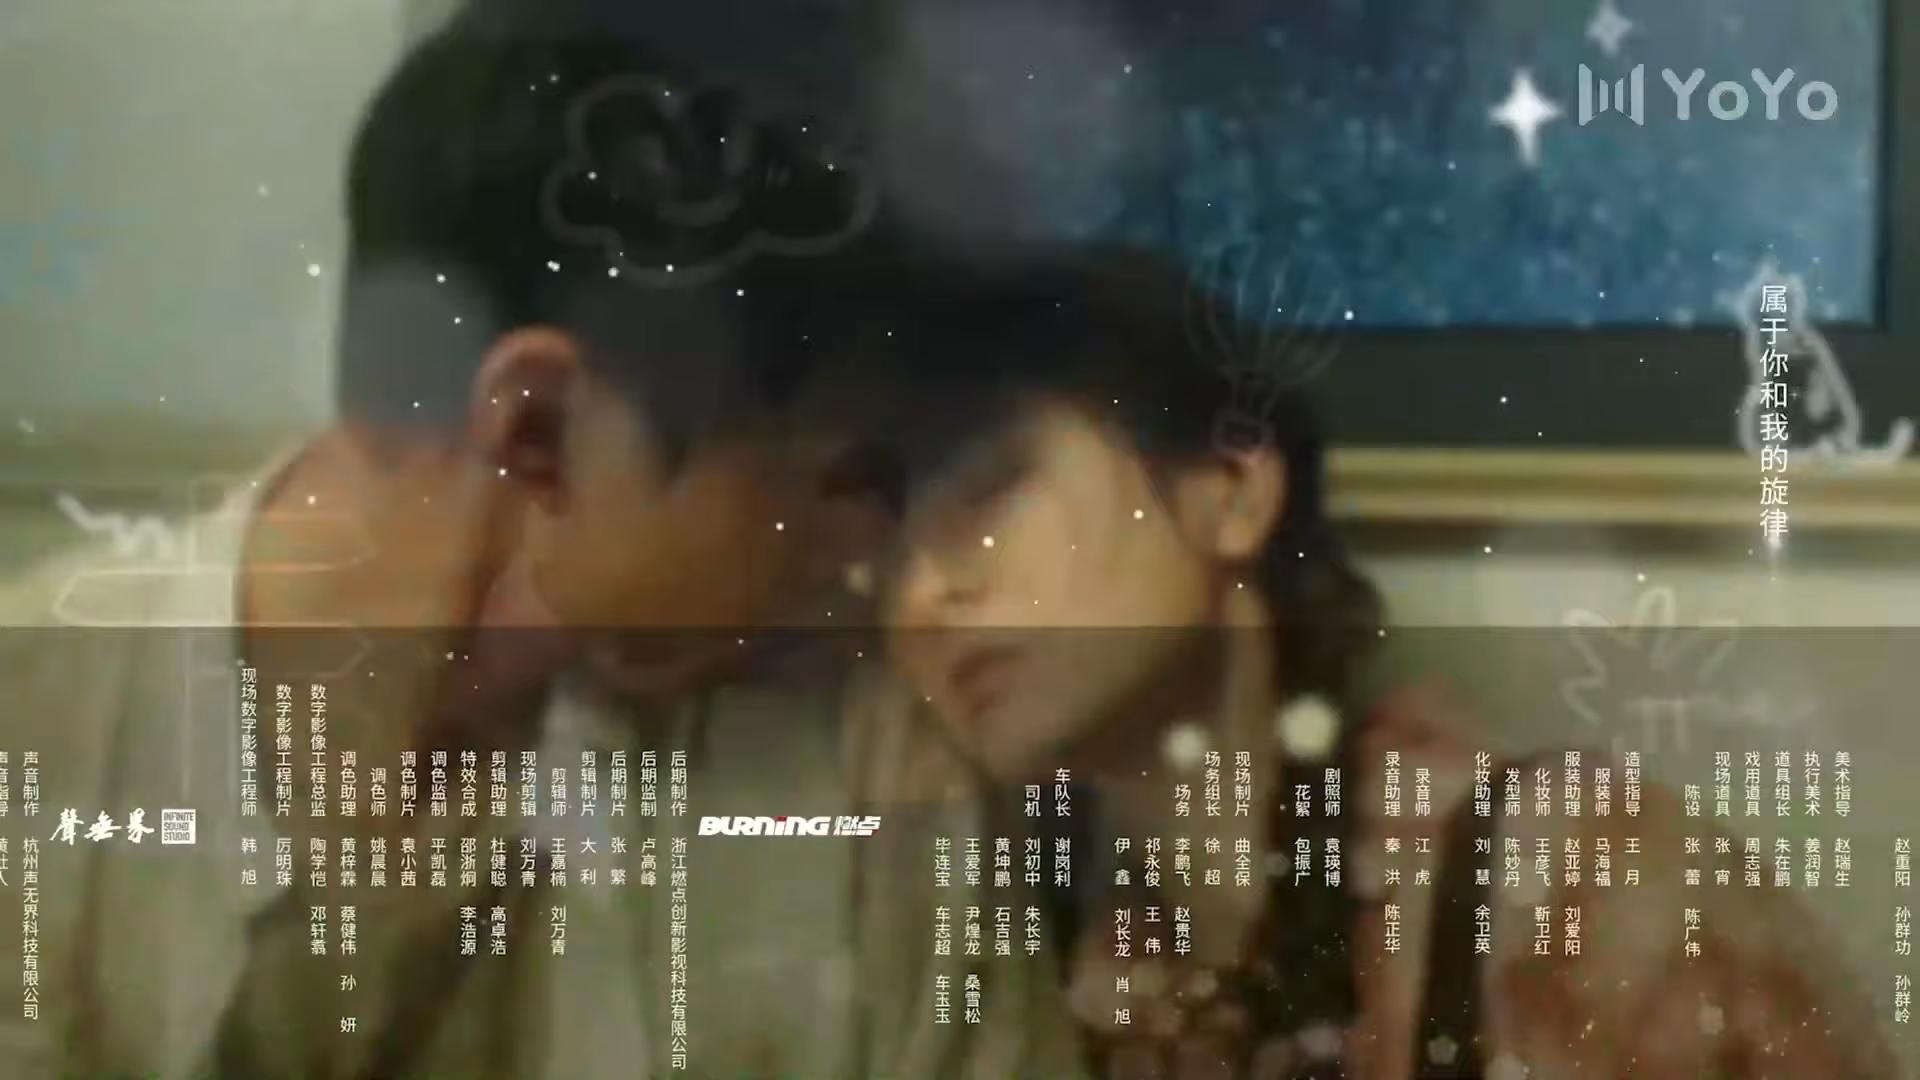 YoYo
属于你和我的旋律
赵重阳 孙群功 孙群岭
美术指导 赵瑞生
执行美术 姜润智
道具组长 朱在鹏
戏用道具 周志强
现场道具 张宵
陈设 张蕾 陈广伟
造型指导 王月
服装师 马海福
服装助理 赵亚婷 刘爱阳
化妆师 王彦飞 靳卫红
发型师 陈妙丹
化妆助理 刘慧 余卫英
录音师 江虎
录音助理 秦洪 陈正华
剧照师 袁瑛博
花絮 包振广
现场制片 曲全保
场务组长 徐超
场务 李鹏飞 赵贵华
祁永俊 王伟
伊鑫 刘长龙 肖旭
车队长 谢岗利
司机 刘初中 朱长宇
黄坤鹏 石吉强
王爱军 尹煌龙 桑雪松
毕连宝 车志超 车玉玉
BURNING 燃点
后期制作 浙江燃点创新影视科技有限公司
后期监制 卢高峰
后期制片 张繁
剪辑制片 大利
剪辑师 王嘉楠 刘万青
现场剪辑 刘万青
剪辑助理 杜健聪 高卓浩
特效合成 邵浙炯 李浩源
调色监制 平凯磊
调色制片 袁小茜
调色师 姚晨晨
调色助理 黄梓霖 蔡健伟 孙妍
数字影像工程总监 陶学恺 邓轩翥
数字影像工程制片 厉明珠
现场数字影像工程师 韩旭
聲無界 INFINITE SOUND STUDIO
声音制作 杭州声无界科技有限公司